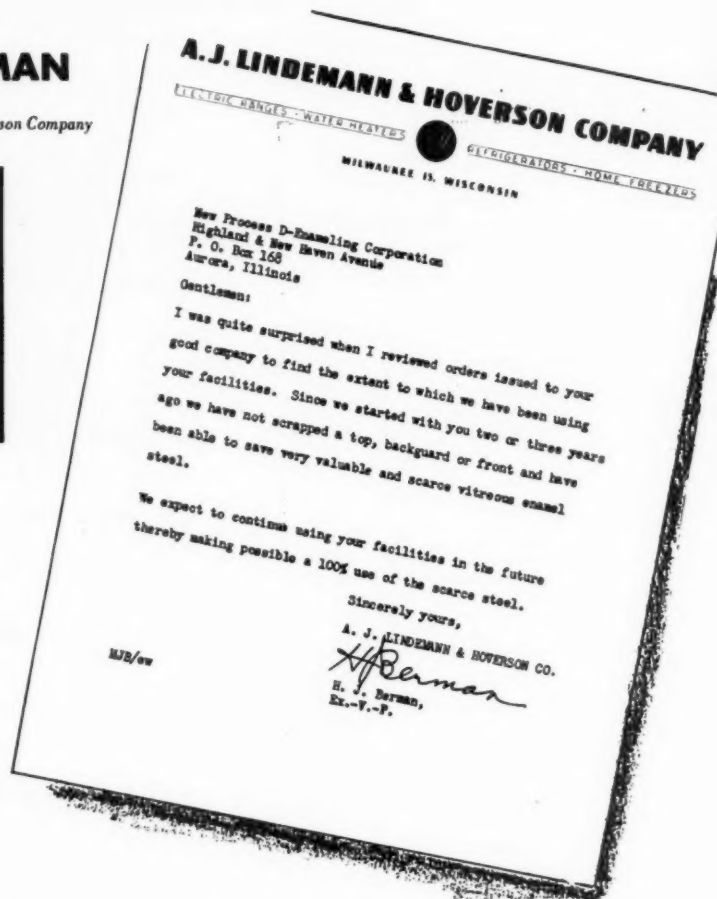 MAN
son Company
A. J. LINDEMANN & HOVERSON COMPANY
ELECTRIC RANGES - WATER HEATERS
REFRIGERATORS - HOME FREEZERS
MILWAUKEE 15, WISCONSIN
New Process D-Enameling Corporation
Highland & New Haven Avenue
P. O. Box 168
Aurora, Illinois
Gentlemen:
I was quite surprised when I reviewed orders issued to your
good company to find the extent to which we have been using
your facilities. Since we started with you two or three years
ago we have not scrapped a top, backguard or front and have
been able to save very valuable and scarce vitreous enamel
steel.
We expect to continue using your facilities in the future
thereby making possible a 100% use of the scarce steel.
Sincerely yours,
A. J. LINDEMANN & HOVERSON CO.
HJBerman
H. J. Berman,
Ex.-V.-P.
MJB/ew